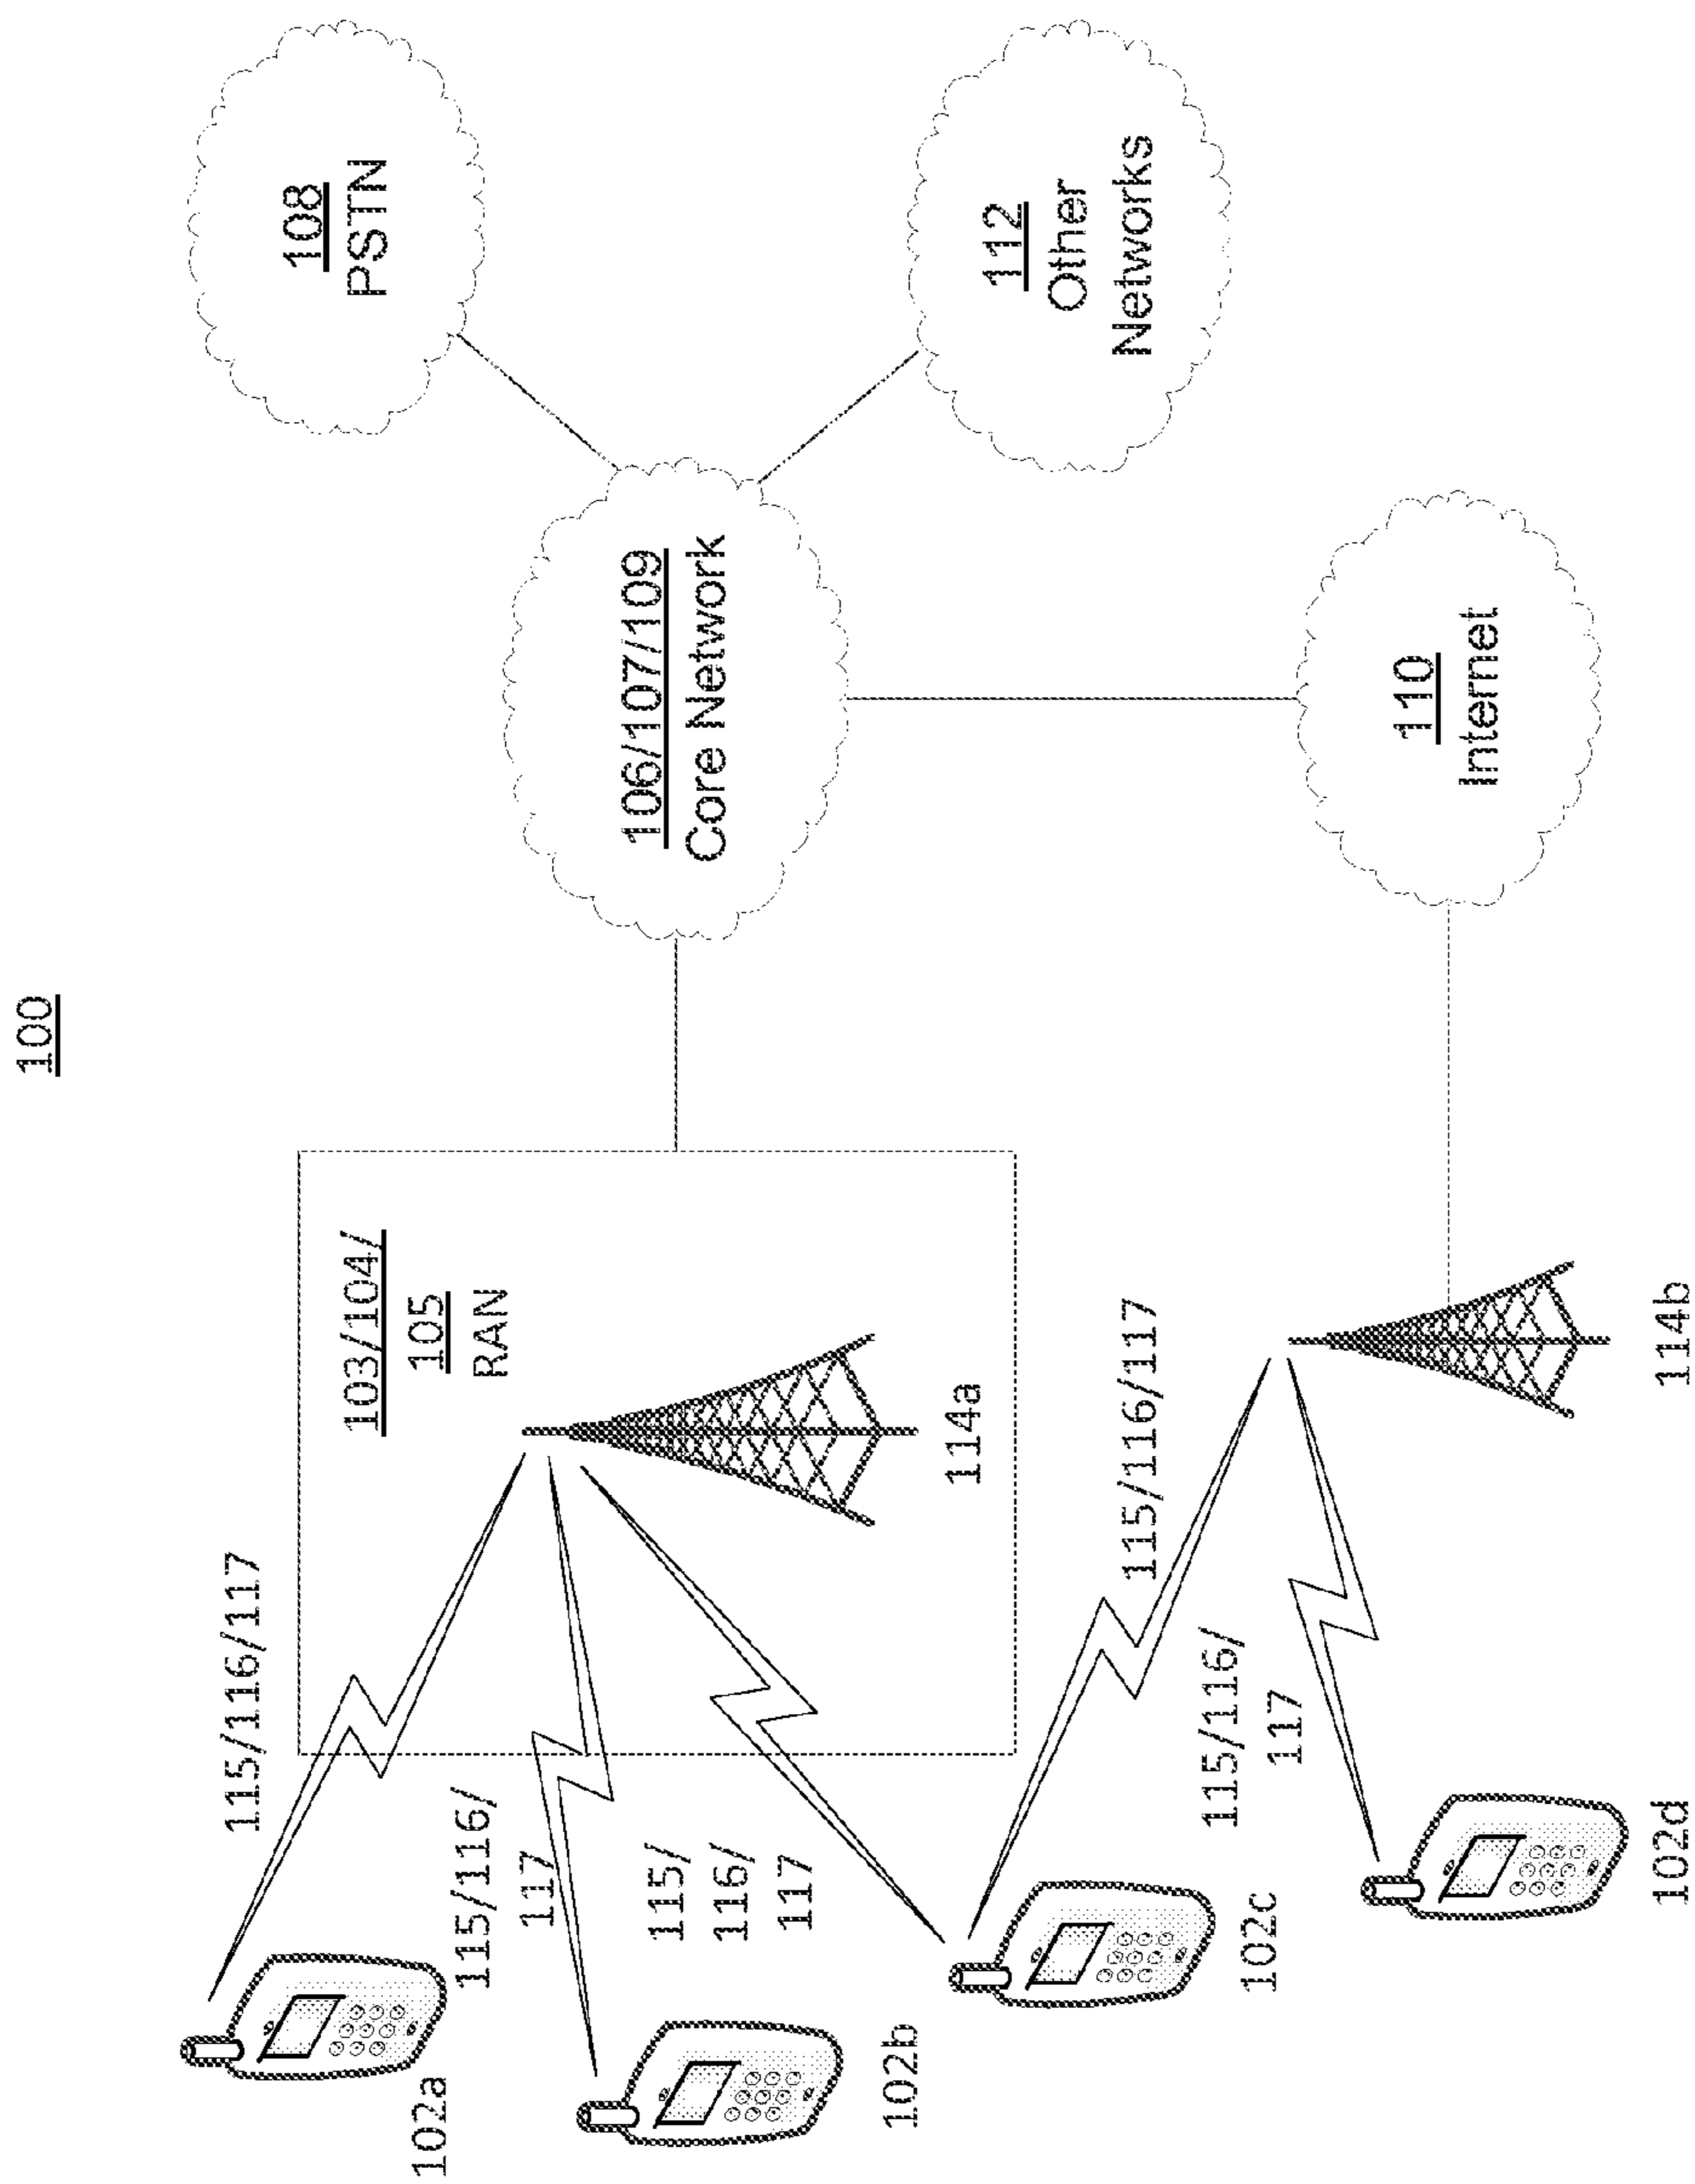 100
108
PSTN
106/107/109
Core Network
112
Other
Networks
110
Internet
103/104/
105
RAN
114a
114b
115/116/117
115/116/
117
115/
116/
117
115/116/117
115/116/
117
102a
102b
102c
102d